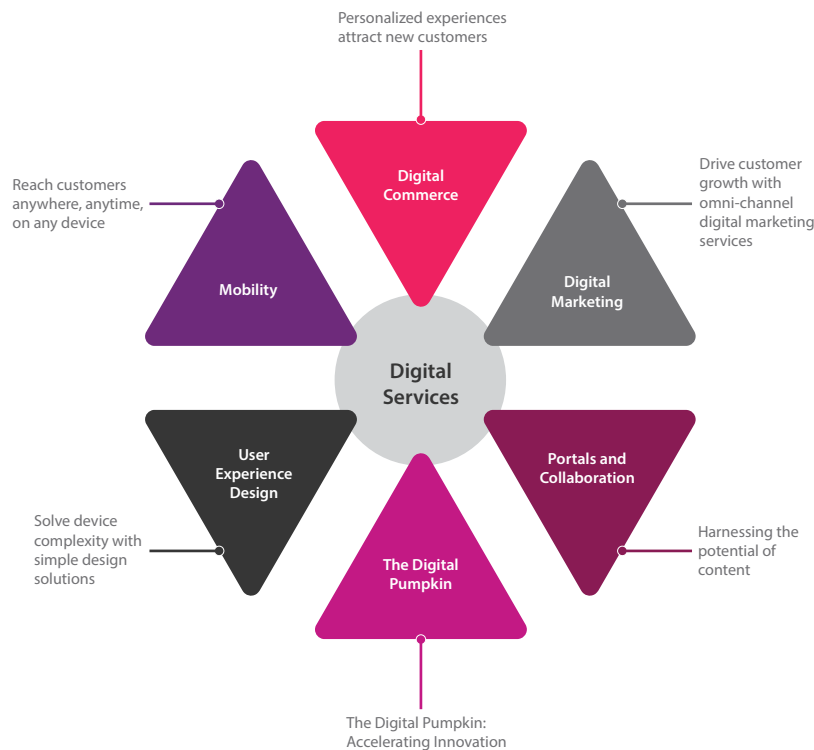 Personalized experiences
attract new customers
Digital
Commerce
Reach customers
anywhere, anytime,
on any device
Mobility
Drive customer
growth with
omni-channel
digital marketing
services
Digital
Marketing
Digital
Services
User
Experience
Design
Solve device
complexity with
simple design
solutions
Portals and
Collaboration
Harnessing the
potential of
content
The Digital
Pumpkin
The Digital Pumpkin:
Accelerating Innovation